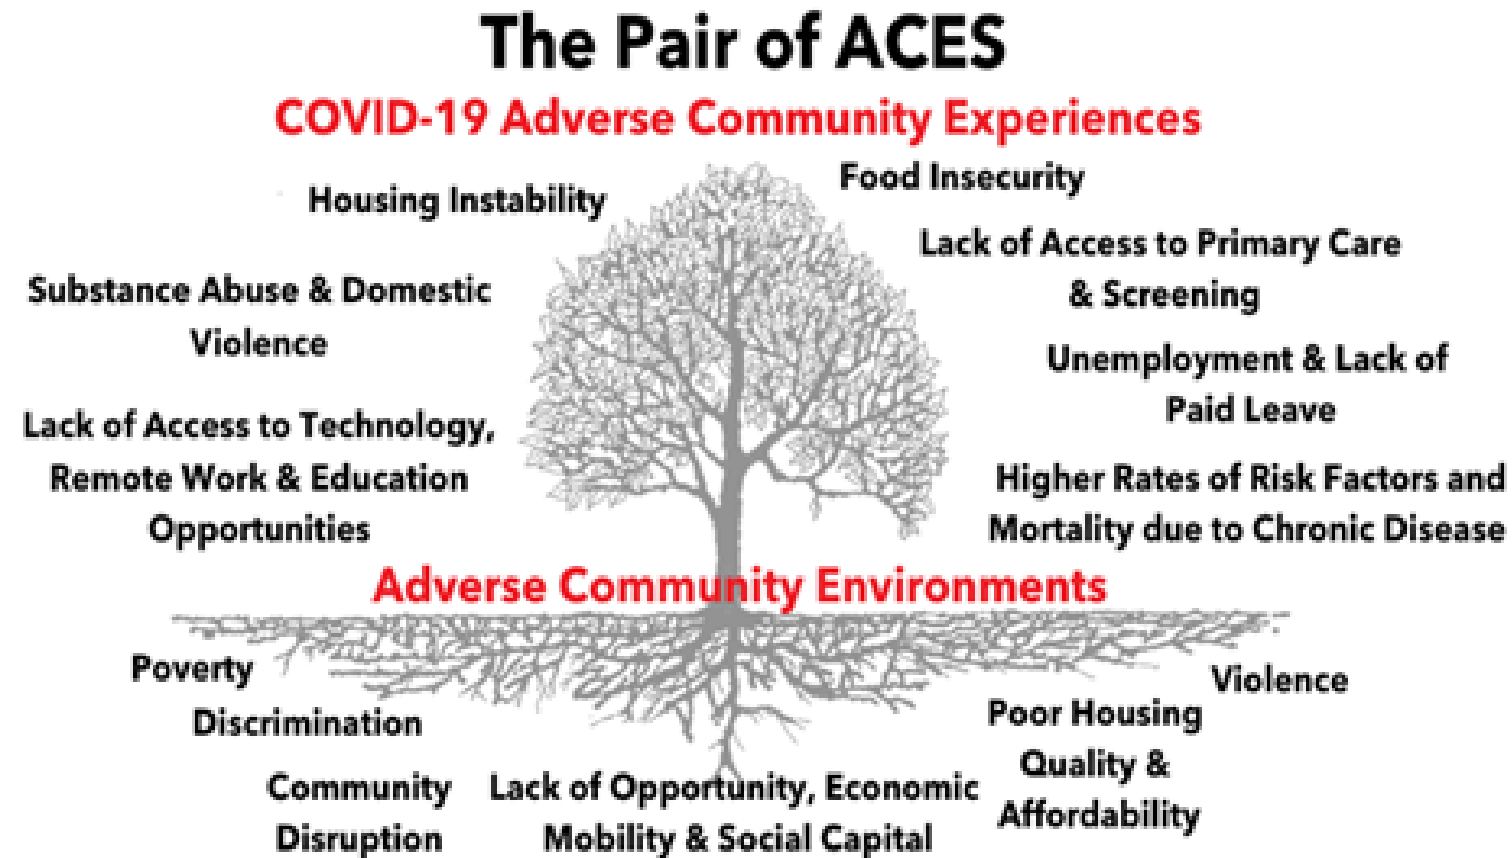 The Pair of ACES
COVID-19 Adverse Community Experiences
Housing Instability
Food Insecurity
Lack of Access to Primary Care
& Screening
Substance Abuse & Domestic
Violence
Unemployment & Lack of
Paid Leave
Lack of Access to Technology,
Remote Work & Education
Opportunities
Higher Rates of Risk Factors and
Mortality due to Chronic Disease
Adverse Community Environments
Poverty
Discrimination
Community
Disruption
Lack of Opportunity, Economic
Mobility & Social Capital
Poor Housing
Quality &
Affordability
Violence